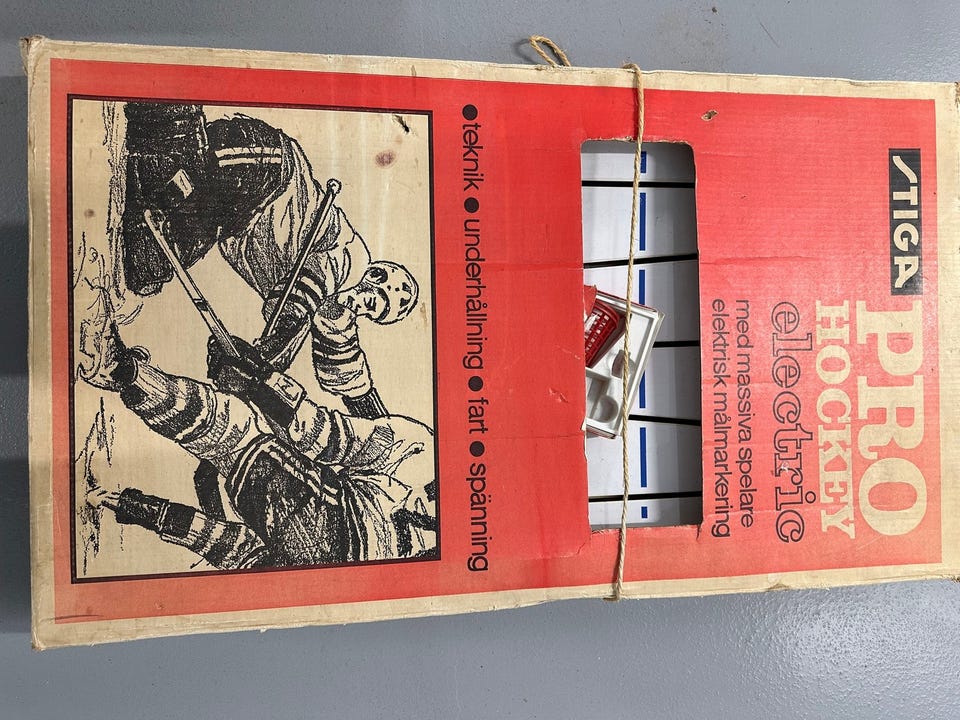 STIGA
PRO
HOCKEY
electric
med massiva spelare
elektrisk målmarkering
●teknik ● underhållning ● fart ● spänning